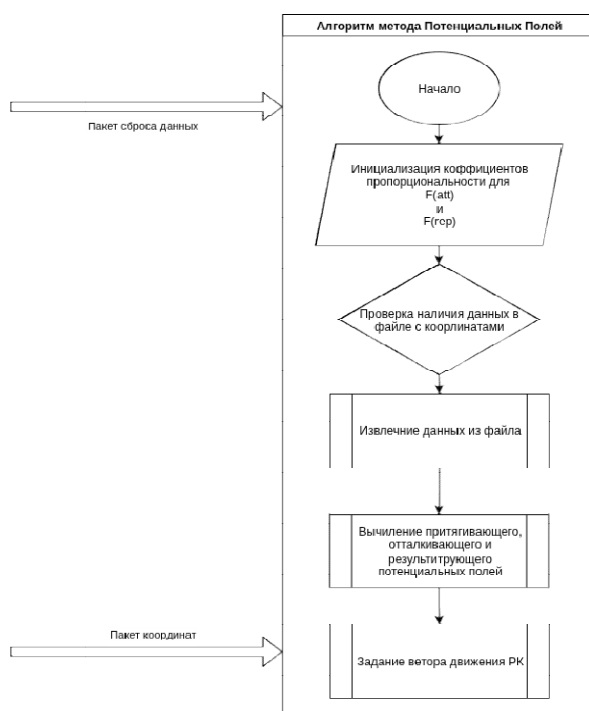 Алгоритм метода Потенциальных Полей
Начало
Пакет сброса данных
Инициализация коффициентов
пропорциональности для
F(att)
и
F(rep)
Проверка наличия данных в
файле с коорлинатами
Извлечние данных из файла
Вычиление притягивающего,
отталкивающего и
результитрующего
потенциальных полей
Пакет координат
Задание ветора движения РК